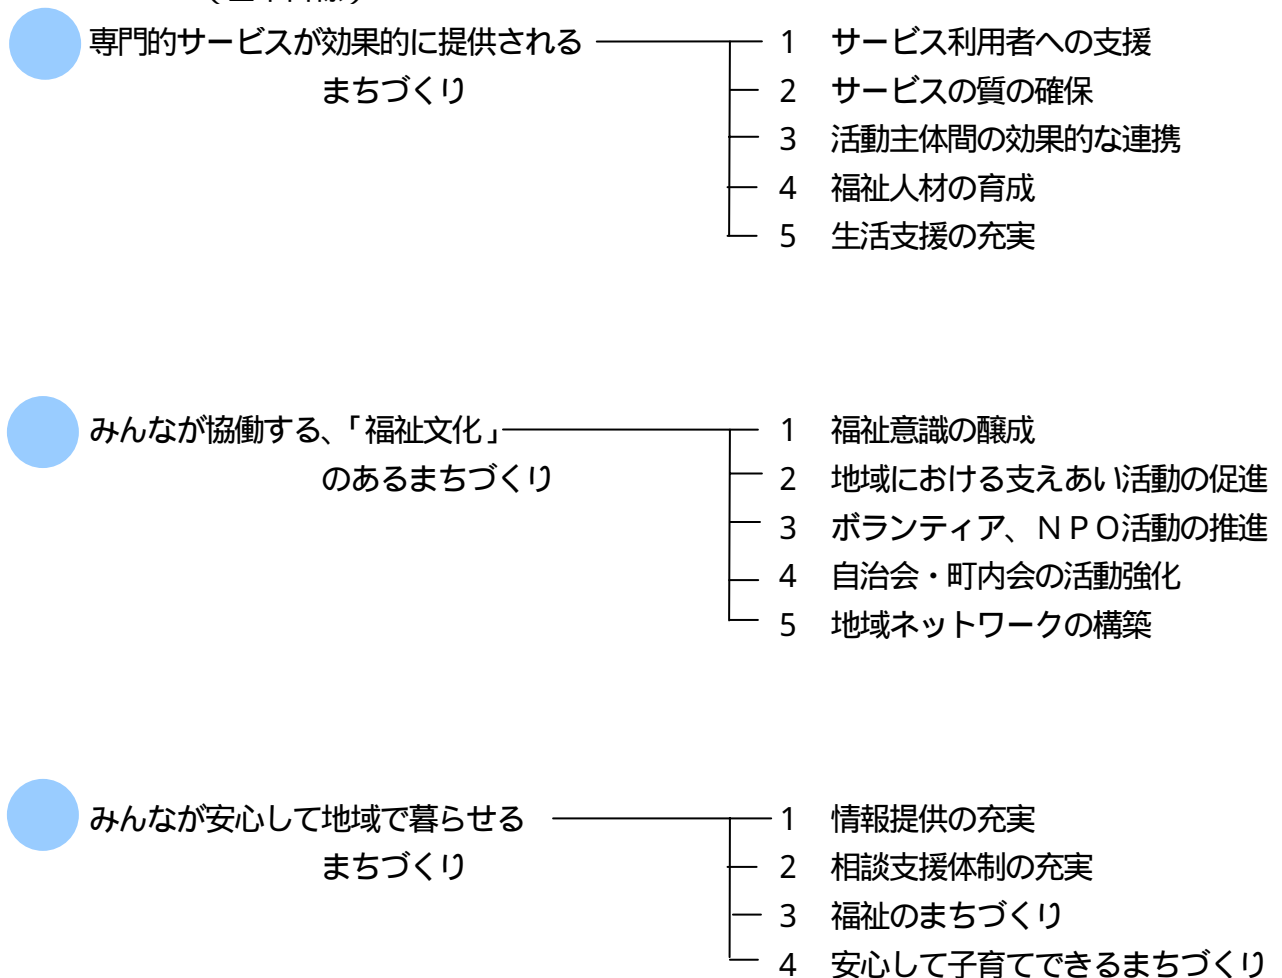 専門的サービスが効果的に提供される
まちづくり
1 サービス利用者への支援
2 サービスの質の確保
3 活動主体間の効果的な連携
4 福祉人材の育成
5 生活支援の充実
みんなが協働する、「福祉文化」
のあるまちづくり
1 福祉意識の醸成
2 地域における支えあい活動の促進
3 ボランティア、ＮＰＯ活動の推進
4 自治会・町内会の活動強化
5 地域ネットワークの構築
みんなが安心して地域で暮らせる
まちづくり
1 情報提供の充実
2 相談支援体制の充実
3 福祉のまちづくり
4 安心して子育てできるまちづくり